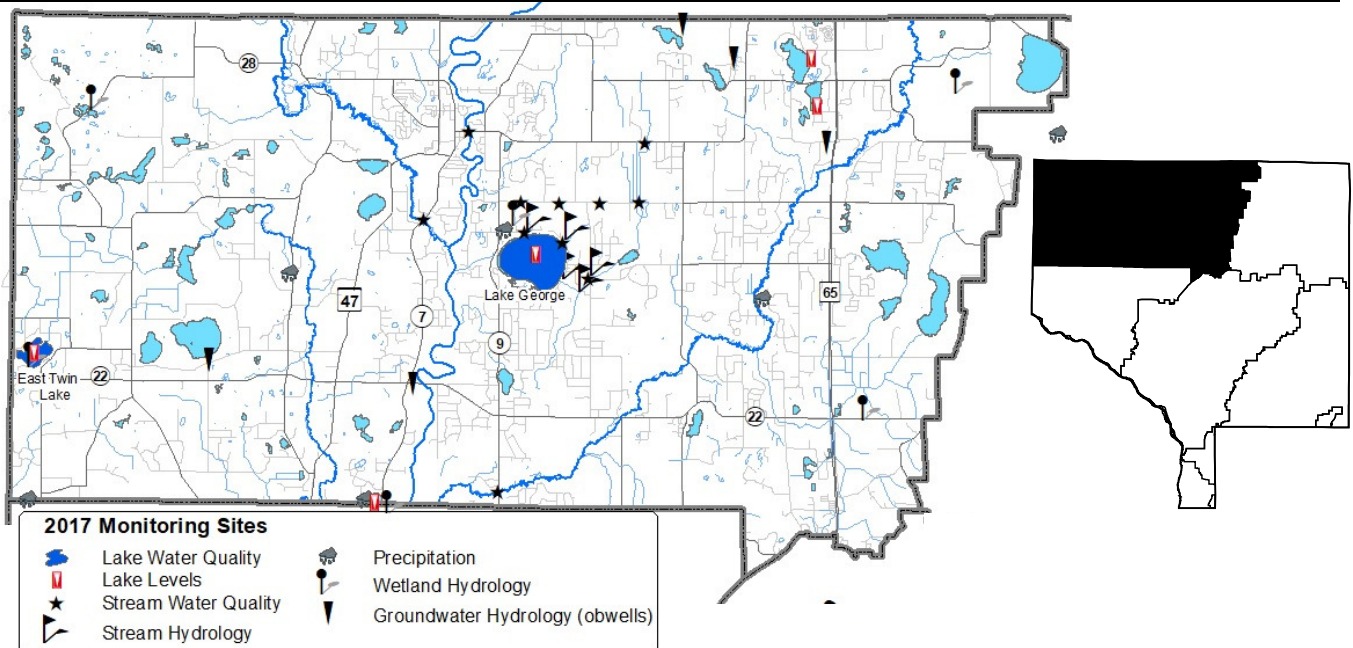 28
47
65
7
Lake George
9
East Twin
Lake
22
22
2017 Monitoring Sites
Lake Water Quality
Lake Levels
Stream Water Quality
Stream Hydrology
Precipitation
Wetland Hydrology
Groundwater Hydrology (obwells)